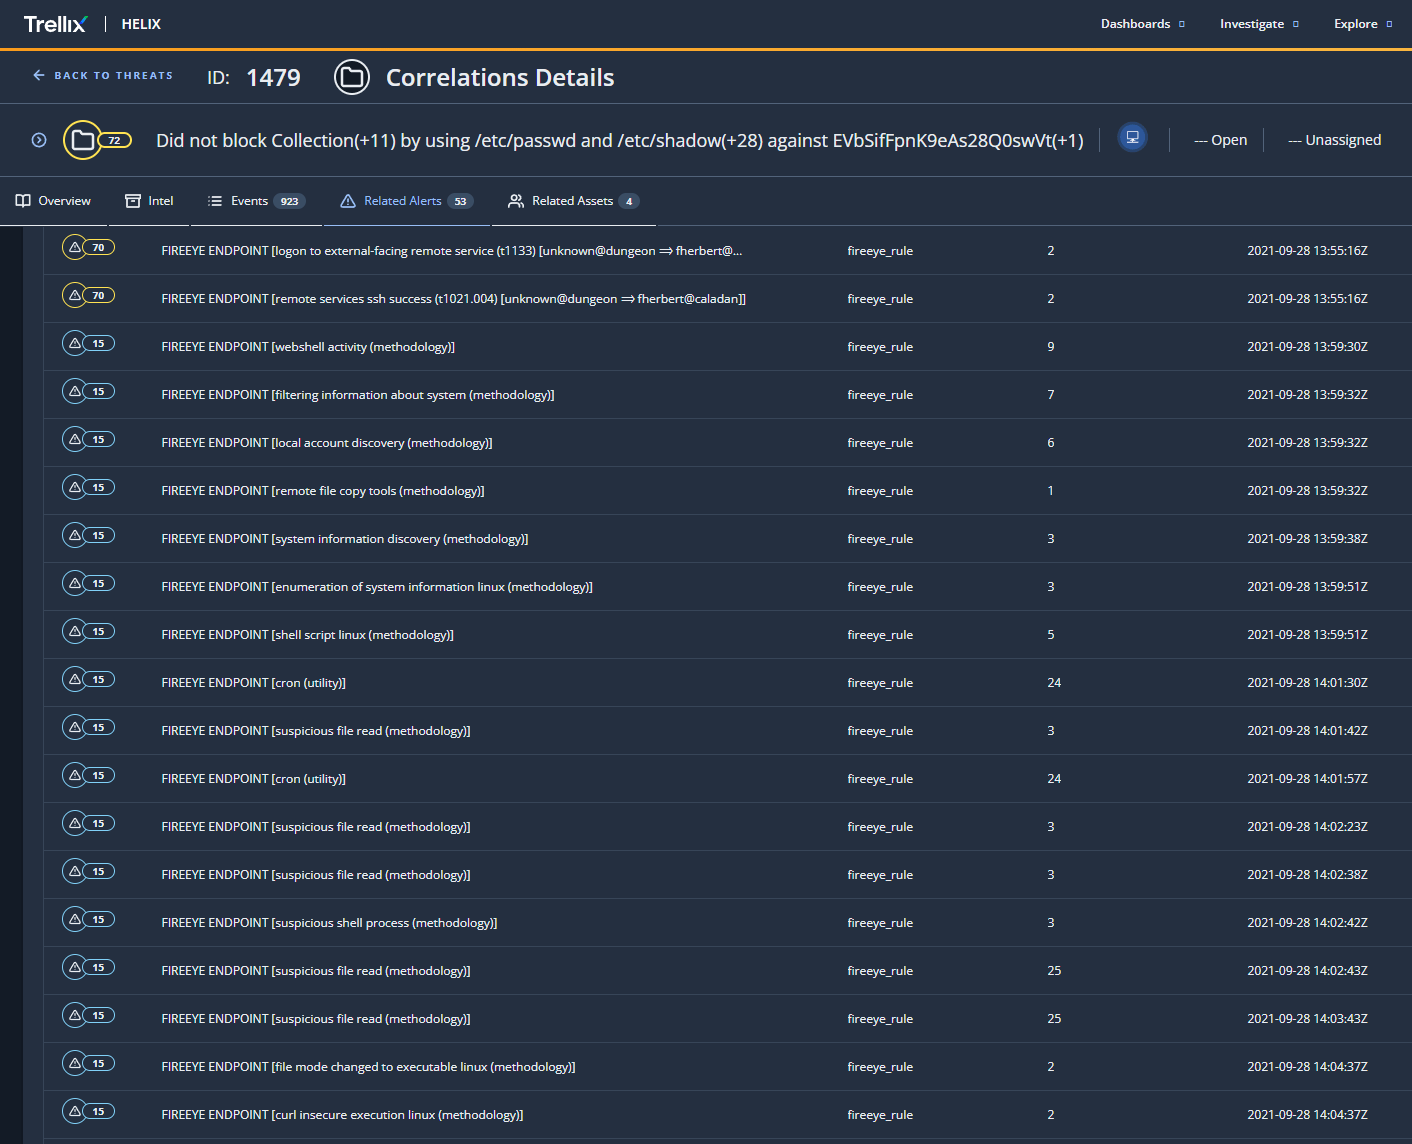 Trellix | HELIX Dashboards Investigate Explore
BACK TO THREATS ID: 1479 Correlations Details
72 Did not block Collection(+11) by using /etc/passwd and /etc/shadow(+28) against EVbSifFpnK9eAs28Q0swVt(+1) --- Open --- Unassigned
Overview Intel Events 923 Related Alerts 53 Related Assets 4
70 FIREEYE ENDPOINT [logon to external-facing remote service (t1133) [unknown@dungeon ⟹ fherbert@... fireeye_rule 2 2021-09-28 13:55:16Z
70 FIREEYE ENDPOINT [remote services ssh success (t1021.004) [unknown@dungeon ⟹ fherbert@caladan]] fireeye_rule 2 2021-09-28 13:55:16Z
15 FIREEYE ENDPOINT [webshell activity (methodology)] fireeye_rule 9 2021-09-28 13:59:30Z
15 FIREEYE ENDPOINT [filtering information about system (methodology)] fireeye_rule 7 2021-09-28 13:59:32Z
15 FIREEYE ENDPOINT [local account discovery (methodology)] fireeye_rule 6 2021-09-28 13:59:32Z
15 FIREEYE ENDPOINT [remote file copy tools (methodology)] fireeye_rule 1 2021-09-28 13:59:32Z
15 FIREEYE ENDPOINT [system information discovery (methodology)] fireeye_rule 3 2021-09-28 13:59:38Z
15 FIREEYE ENDPOINT [enumeration of system information linux (methodology)] fireeye_rule 3 2021-09-28 13:59:51Z
15 FIREEYE ENDPOINT [shell script linux (methodology)] fireeye_rule 5 2021-09-28 13:59:51Z
15 FIREEYE ENDPOINT [cron (utility)] fireeye_rule 24 2021-09-28 14:01:30Z
15 FIREEYE ENDPOINT [suspicious file read (methodology)] fireeye_rule 3 2021-09-28 14:01:42Z
15 FIREEYE ENDPOINT [cron (utility)] fireeye_rule 24 2021-09-28 14:01:57Z
15 FIREEYE ENDPOINT [suspicious file read (methodology)] fireeye_rule 3 2021-09-28 14:02:23Z
15 FIREEYE ENDPOINT [suspicious file read (methodology)] fireeye_rule 3 2021-09-28 14:02:38Z
15 FIREEYE ENDPOINT [suspicious shell process (methodology)] fireeye_rule 3 2021-09-28 14:02:42Z
15 FIREEYE ENDPOINT [suspicious file read (methodology)] fireeye_rule 25 2021-09-28 14:02:43Z
15 FIREEYE ENDPOINT [suspicious file read (methodology)] fireeye_rule 25 2021-09-28 14:03:43Z
15 FIREEYE ENDPOINT [file mode changed to executable linux (methodology)] fireeye_rule 2 2021-09-28 14:04:37Z
15 FIREEYE ENDPOINT [curl insecure execution linux (methodology)] fireeye_rule 2 2021-09-28 14:04:37Z